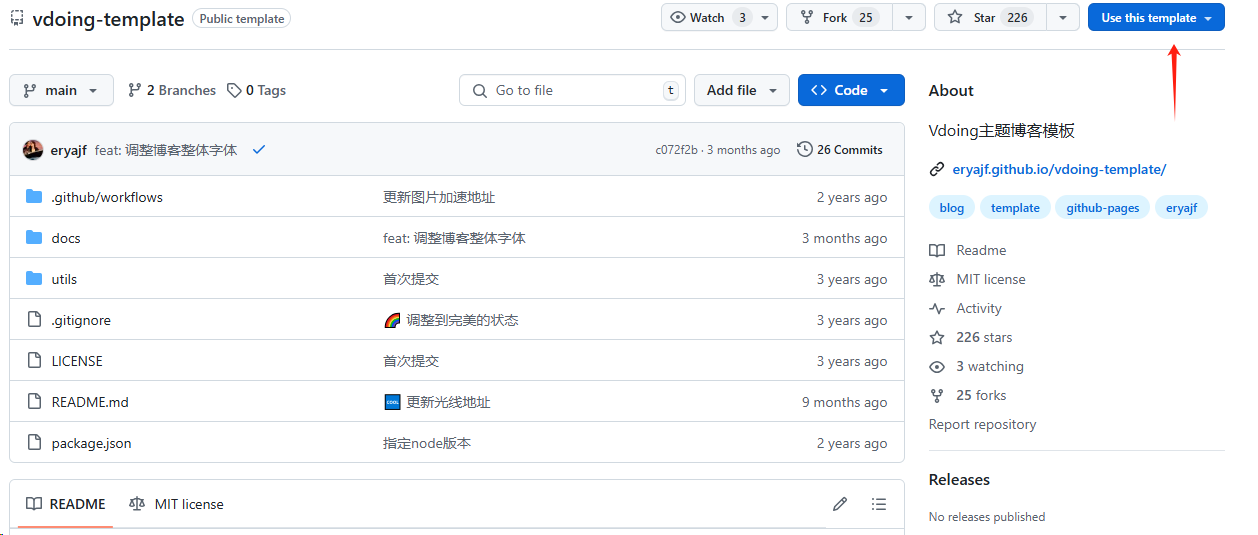 vdoing-template Public template Watch 3 Fork 25 Star 226 Use this template
main 2 Branches 0 Tags Go to file t Add file Code
eryajf feat: 调整博客整体字体 c072f2b · 3 months ago 26 Commits
.github/workflows 更新图片加速地址 2 years ago
docs feat: 调整博客整体字体 3 months ago
utils 首次提交 3 years ago
.gitignore 🌈 调整到完美的状态 3 years ago
LICENSE 首次提交 3 years ago
README.md 🆒 更新光线地址 9 months ago
package.json 指定node版本 2 years ago
README MIT license
About
Vdoing主题博客模板
eryajf.github.io/vdoing-template/
blog template github-pages eryajf
Readme
MIT license
Activity
226 stars
3 watching
25 forks
Report repository
Releases
No releases published